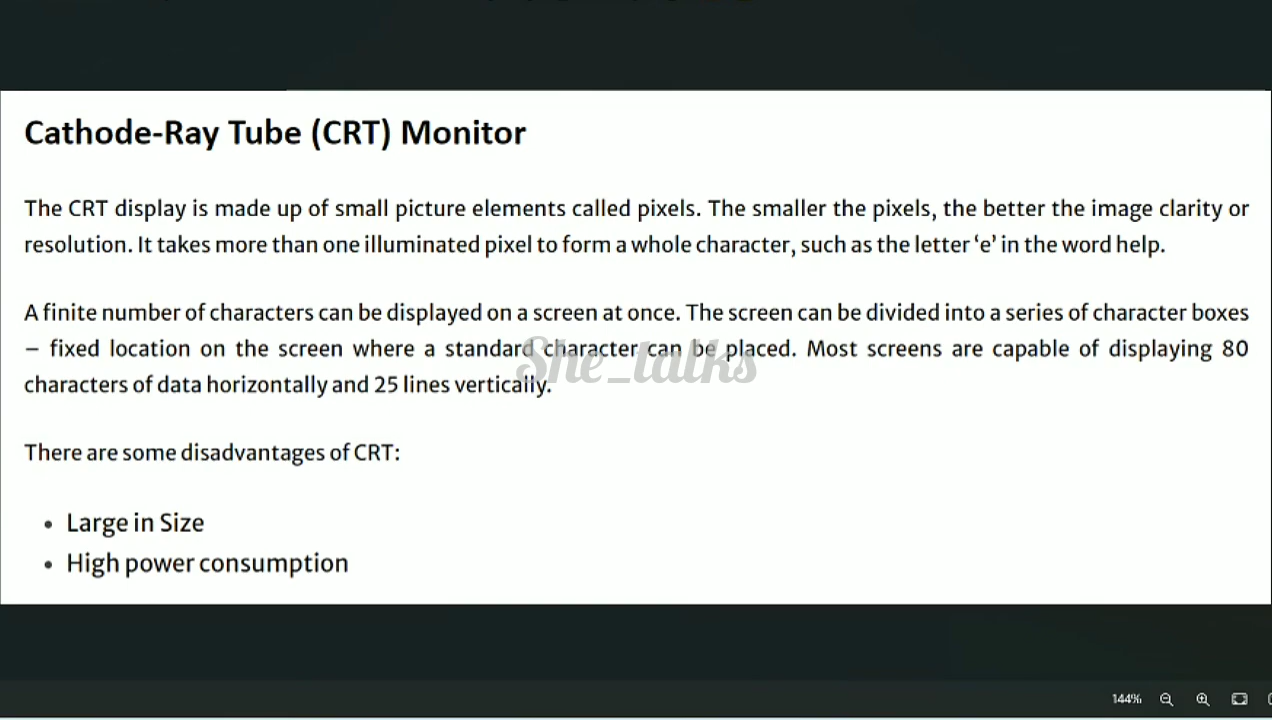 Cathode-Ray Tube (CRT) Monitor
The CRT display is made up of small picture elements called pixels. The smaller the pixels, the better the image clarity or
resolution. It takes more than one illuminated pixel to form a whole character, such as the letter ‘e’ in the word help.
A finite number of characters can be displayed on a screen at once. The screen can be divided into a series of character boxes
– fixed location on the screen where a standard character can be placed. Most screens are capable of displaying 80
She_talks
characters of data horizontally and 25 lines vertically.
There are some disadvantages of CRT:
• Large in Size
• High power consumption
144%